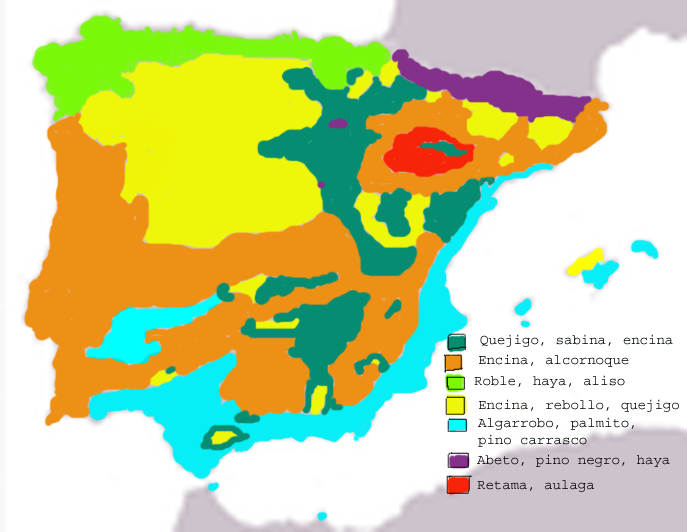 Quejigo, sabina, encina
Encina, alcornoque
Roble, haya, aliso
Encina, rebollo, quejigo
Algarrobo, palmito,
pino carrasco
Abeto, pino negro, haya
Retama, aulaga